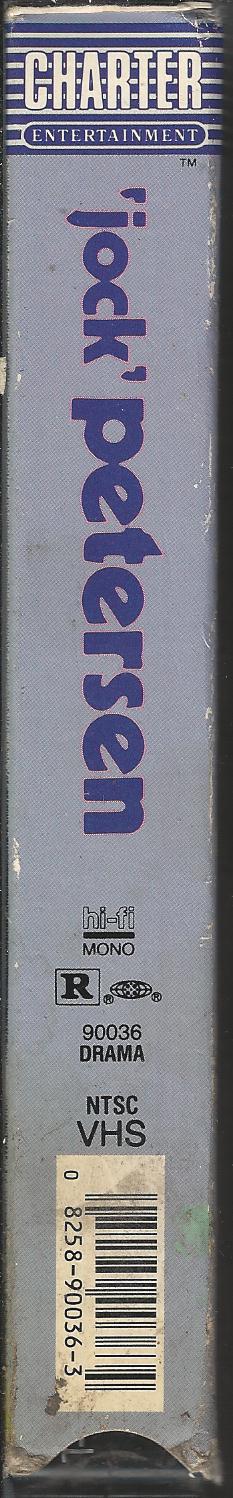 CHARTER
ENTERTAINMENT
TM
'jock' petersen
hi-fi
MONO
R ® ®
90036
DRAMA
NTSC
VHS
0 8258-90036-3